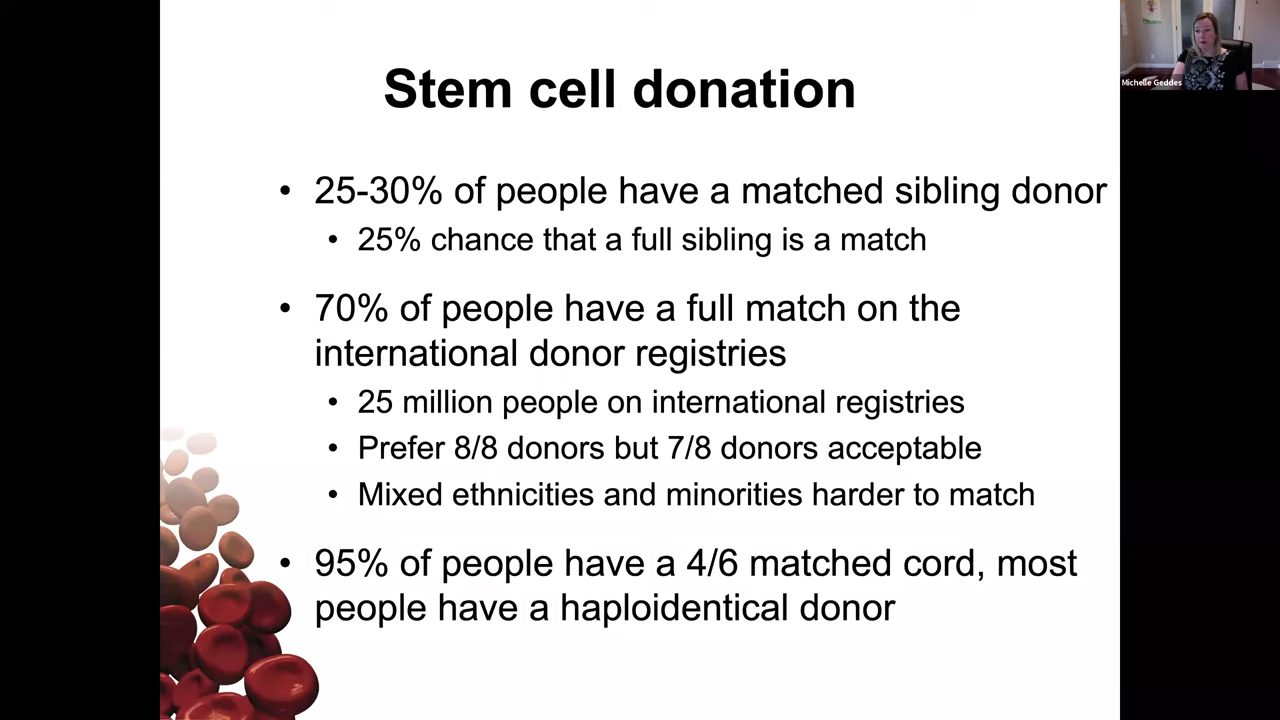 Stem cell donation
• 25-30% of people have a matched sibling donor
• 25% chance that a full sibling is a match
• 70% of people have a full match on the
international donor registries
• 25 million people on international registries
• Prefer 8/8 donors but 7/8 donors acceptable
• Mixed ethnicities and minorities harder to match
• 95% of people have a 4/6 matched cord, most
people have a haploidentical donor
Michelle Geddes